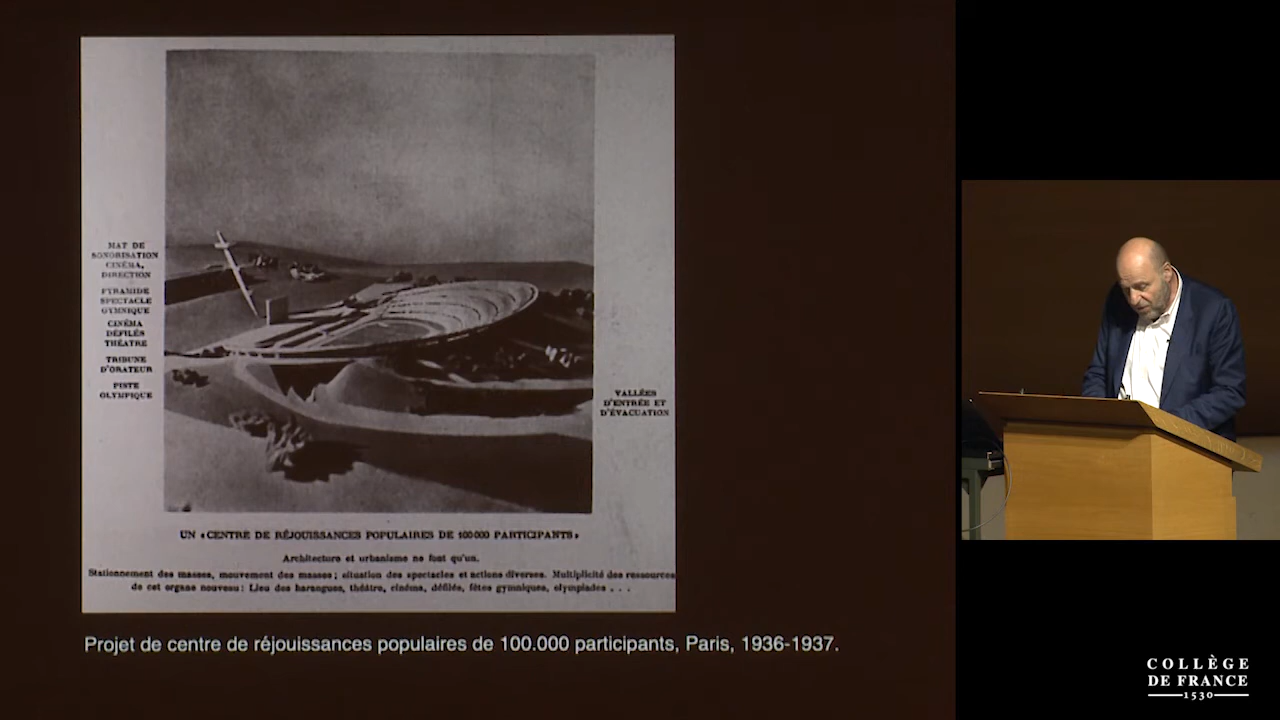 MAT DE
SONORISATION
CINÉMA,
DIRECTION
PYRAMIDE
SPECTACLE
GYMNIQUE
CINÉMA
DÉFILÉS
THÉATRE
TRIBUNE
D'ORATEUR
PISTE
OLYMPIQUE
VALLÉES
D'ENTRÉE ET
D'ÉVACUATION
UN «CENTRE DE RÉJOUISSANCES POPULAIRES DE 100 000 PARTICIPANTS»
Architecture et urbanisme ne font qu'un.
Stationnement des masses, mouvement des masses; situation des spectacles et actions diverses. Multiplicité des ressources
de cet organe nouveau: Lieu des harangues, théâtre, cinéma, défilés, fêtes gymniques, olympiades . . .
Projet de centre de réjouissances populaires de 100.000 participants, Paris, 1936-1937.
COLLÈGE
DE FRANCE
1530